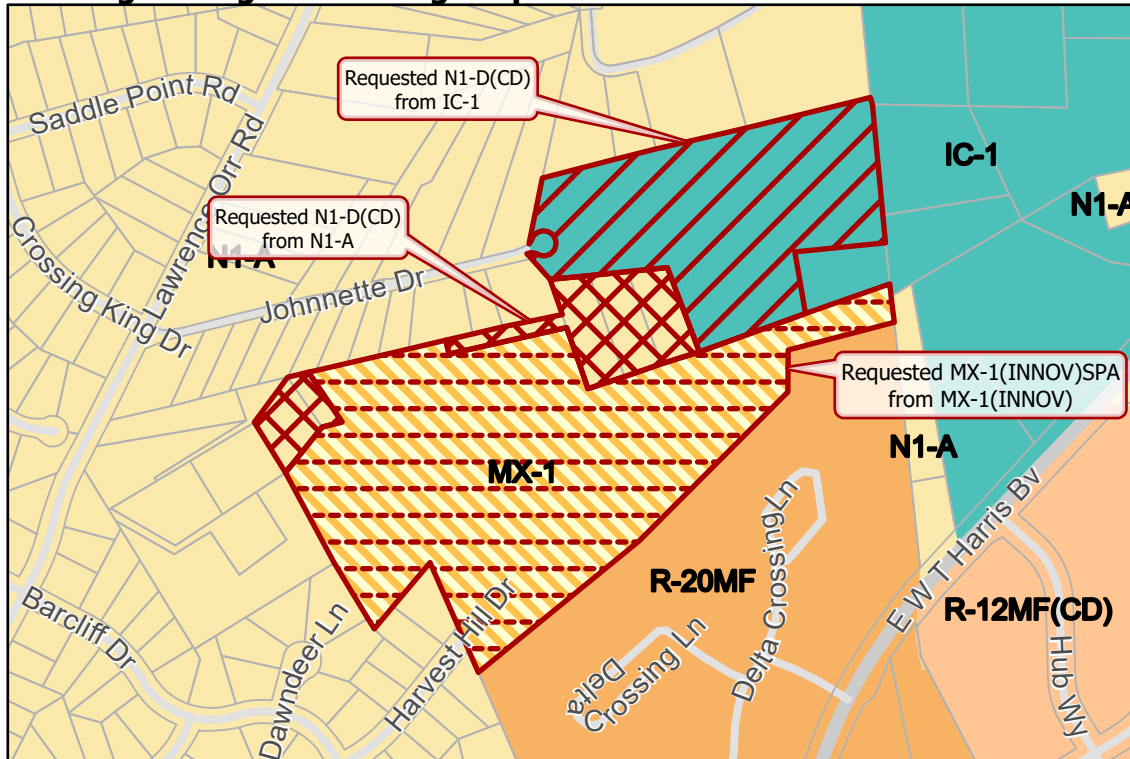 Requested N1-D(CD)
from IC-1
Saddle Point Rd
Lawrence Orr Rd
IC-1
N1-A
Requested N1-D(CD)
from N1-A
N1-A
Crossing King Dr
Johnnette Dr
Requested MX-1(INNOV)SPA
from MX-1(INNOV)
N1-A
MX-1
Delta Crossing Ln
R-20MF
E W T Harris Bv
R-12MF(CD)
Barcliff Dr
Dawndeer Ln
Harvest Hill Dr
Delta
Crossing Ln
Hnb Wy